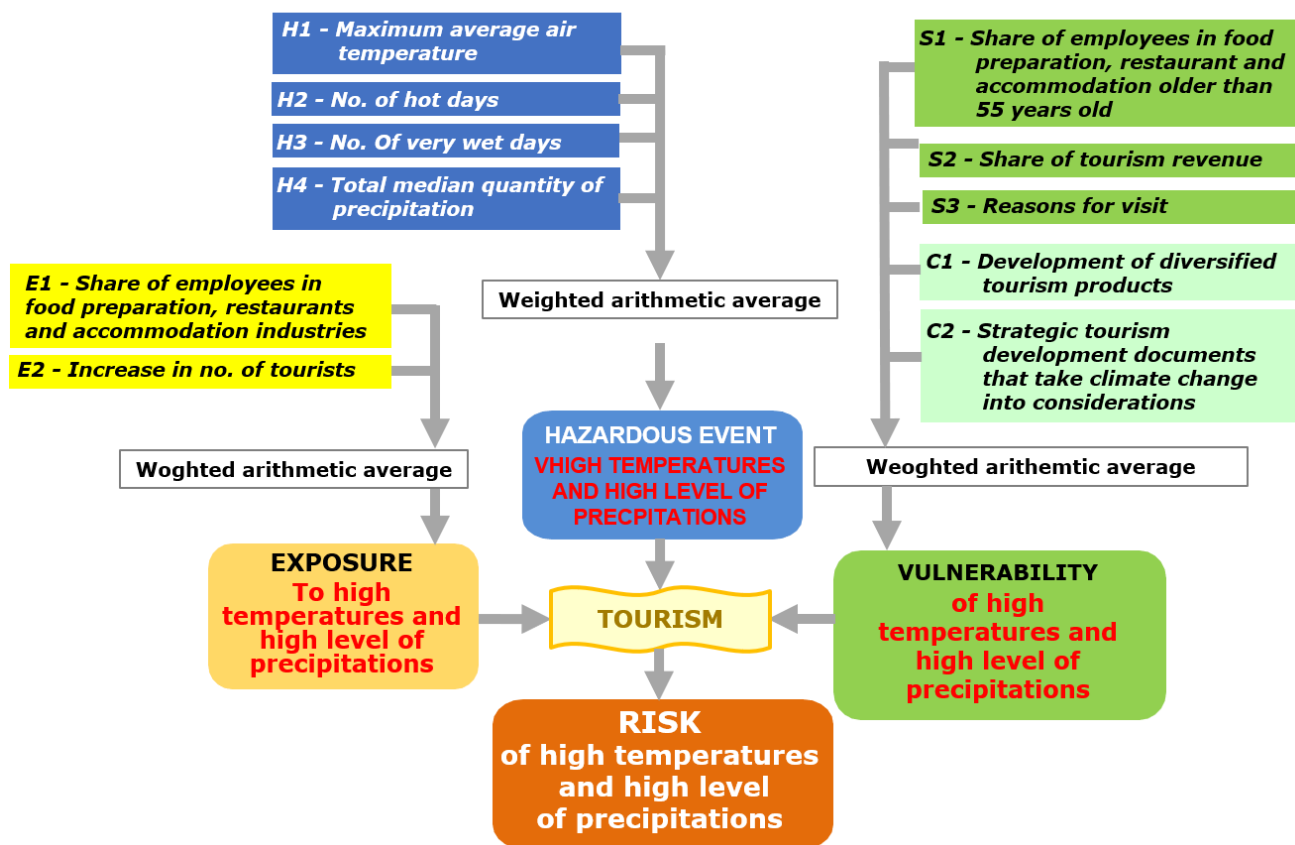 H1 - Maximum average air
temperature
H2 - No. of hot days
H3 - No. Of very wet days
H4 - Total median quantity of
precipitation
S1 - Share of employees in food
preparation, restaurant and
accommodation older than
55 years old
S2 - Share of tourism revenue
S3 - Reasons for visit
C1 - Development of diversified
tourism products
C2 - Strategic tourism
development documents
that take climate change
into considerations
E1 - Share of employees in
food preparation, restaurants
and accommodation industries
E2 - Increase in no. of tourists
Weighted arithmetic average
Woghted arithmetic average
Weoghted arithemtic average
HAZARDOUS EVENT
VHIGH TEMPERATURES
AND HIGH LEVEL OF
PRECPITATIONS
EXPOSURE
To high
temperatures and
high level of
precipitations
TOURISM
VULNERABILITY
of high
temperatures and
high level of
precipitations
RISK
of high temperatures
and high level
of precipitations